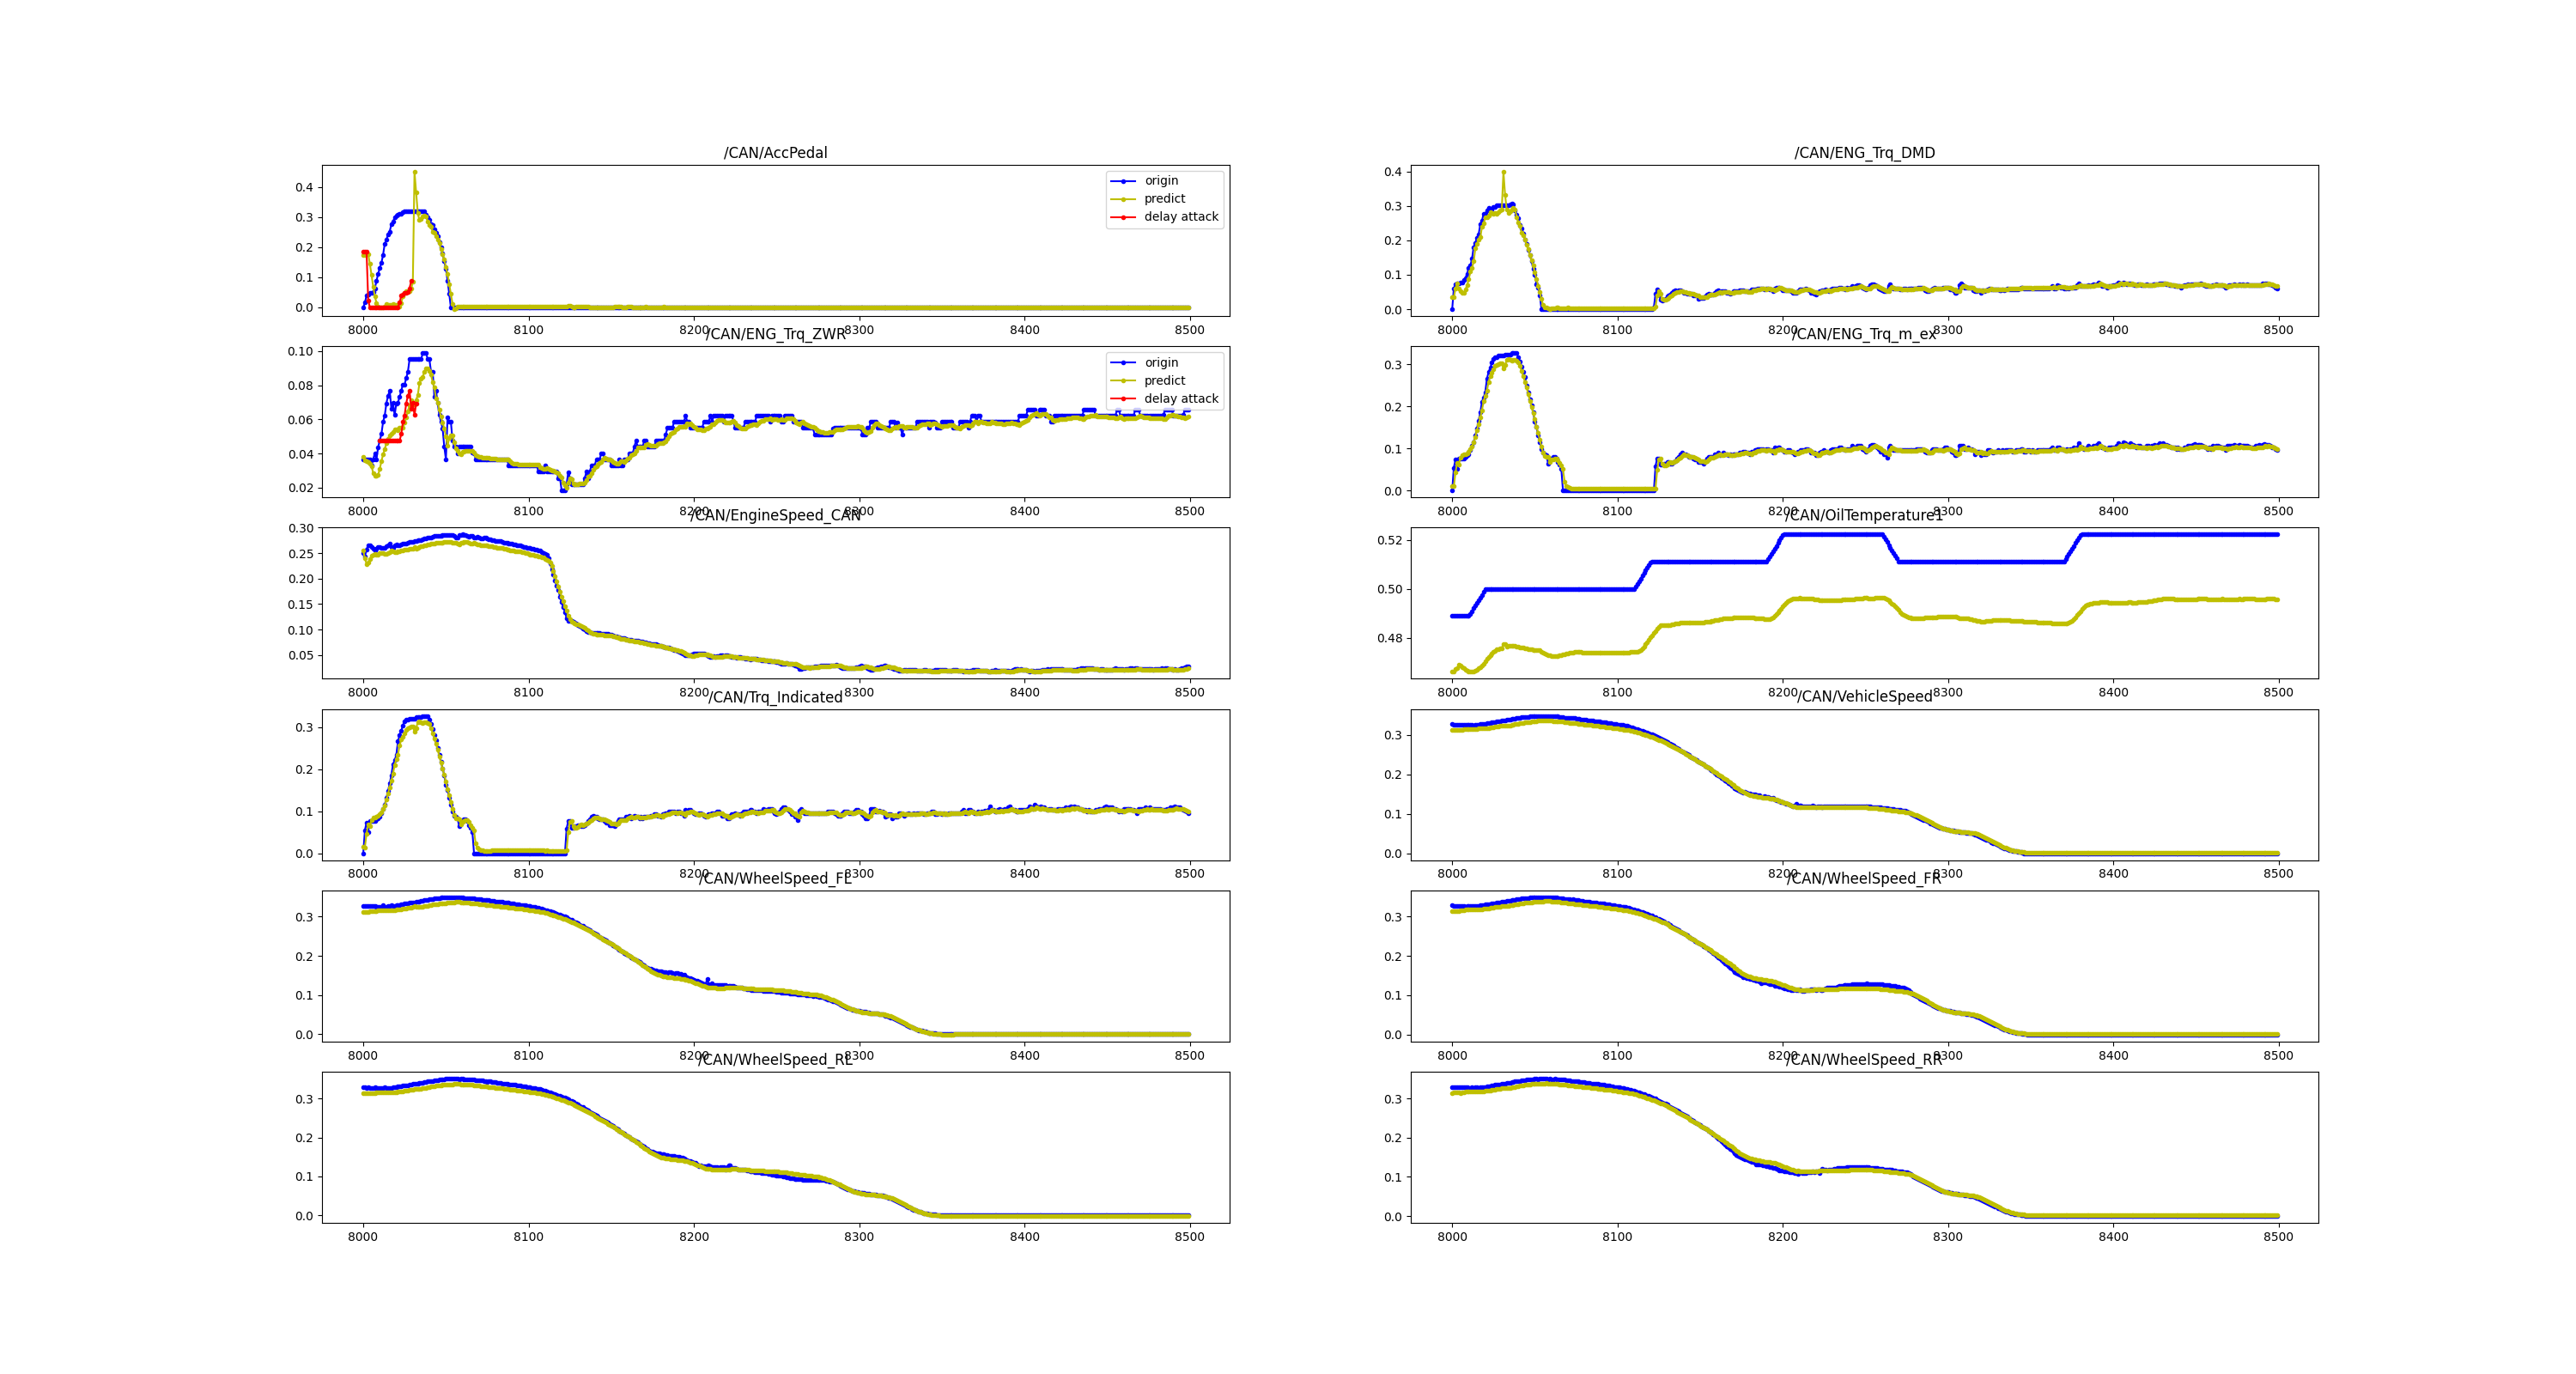 /CAN/AccPedal
0.4
0.3
0.2
0.1
0.0
origin
predict
delay attack
8000 8100 8200 8300 8400 8500
/CAN/ENG_Trq_DMD
0.4
0.3
0.2
0.1
0.0
8000 8100 8200 8300 8400 8500
/CAN/ENG_Trq_ZWR
0.10
0.08
0.06
0.04
0.02
origin
predict
delay attack
8000 8100 8200 8300 8400 8500
/CAN/ENG_Trq_m_ex
0.3
0.2
0.1
0.0
8000 8100 8200 8300 8400 8500
/CAN/EngineSpeed_CAN
0.30
0.25
0.20
0.15
0.10
0.05
8000 8100 8200 8300 8400 8500
/CAN/OilTemperature1
0.52
0.50
0.48
8000 8100 8200 8300 8400 8500
/CAN/Trq_Indicated
0.3
0.2
0.1
0.0
8000 8100 8200 8300 8400 8500
/CAN/VehicleSpeed
0.3
0.2
0.1
0.0
8000 8100 8200 8300 8400 8500
/CAN/WheelSpeed_FL
0.3
0.2
0.1
0.0
8000 8100 8200 8300 8400 8500
/CAN/WheelSpeed_FR
0.3
0.2
0.1
0.0
8000 8100 8200 8300 8400 8500
/CAN/WheelSpeed_RL
0.3
0.2
0.1
0.0
8000 8100 8200 8300 8400 8500
/CAN/WheelSpeed_RR
0.3
0.2
0.1
0.0
8000 8100 8200 8300 8400 8500